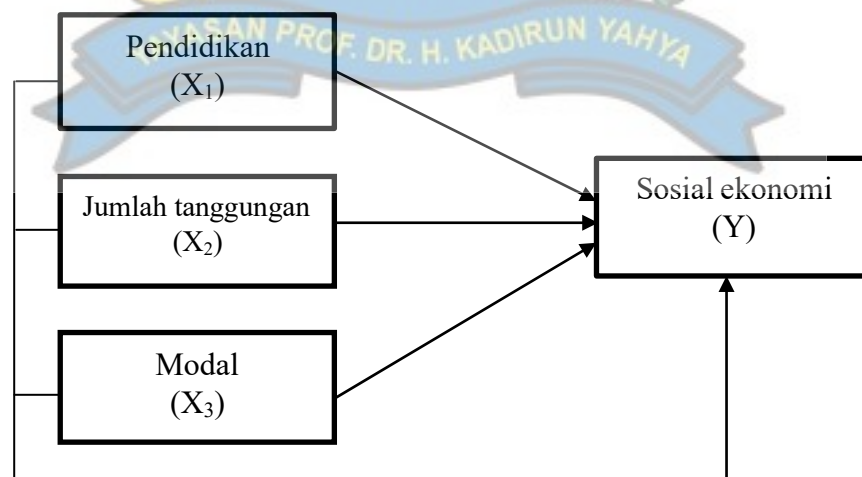 YAYASAN PROF. DR. H. KADIRUN YAHYA
Pendidikan
(X₁)
Jumlah tanggungan
(X₂)
Modal
(X₃)
Sosial ekonomi
(Y)